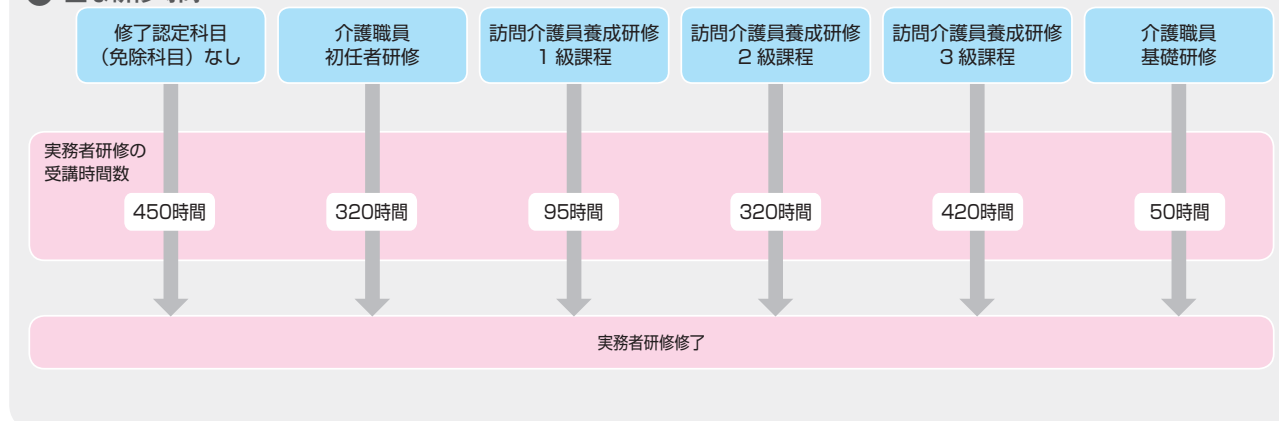 修了認定科目
（免除科目）なし
介護職員
初任者研修
訪問介護員養成研修
1 級課程
訪問介護員養成研修
2 級課程
訪問介護員養成研修
3 級課程
介護職員
基礎研修
実務者研修の
受講時間数
450時間
320時間
95時間
320時間
420時間
50時間
実務者研修修了